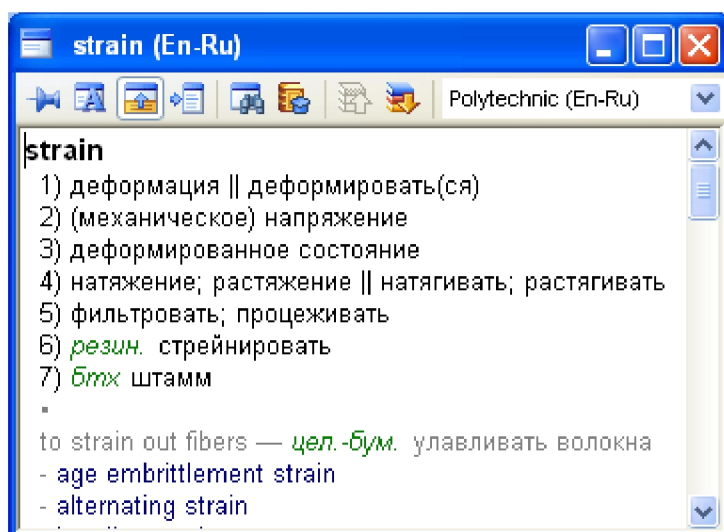 strain (En-Ru)
Polytechnic (En-Ru)
strain
1) деформация || деформировать(ся)
2) (механическое) напряжение
3) деформированное состояние
4) натяжение; растяжение || натягивать; растягивать
5) фильтровать; процеживать
6) резин. стрейнировать
7) бтх штамм
to strain out fibers — цел.-бум. улавливать волокна
- age embrittlement strain
- alternating strain